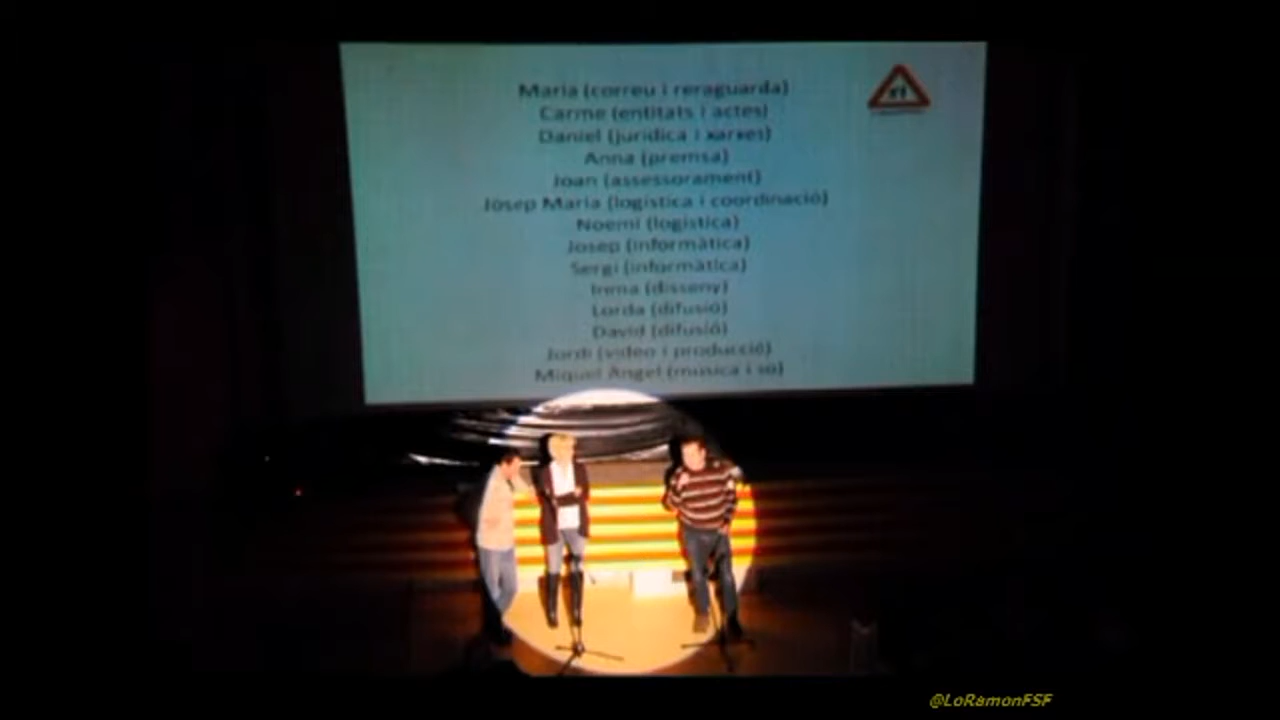 Maria (correu i reraguarda)
Carme (entitats i actes)
Daniel (jurídica i xarxes)
Anna (premsa)
Joan (assessorament)
Josep Maria (logística i coordinació)
Noemí (logística)
Josep (informàtica)
Sergi (informàtica)
Inma (disseny)
Lorda (difusió)
David (difusió)
Jordi (vídeo i producció)
Miquel Àngel (música i so)
@LoRamonFSF